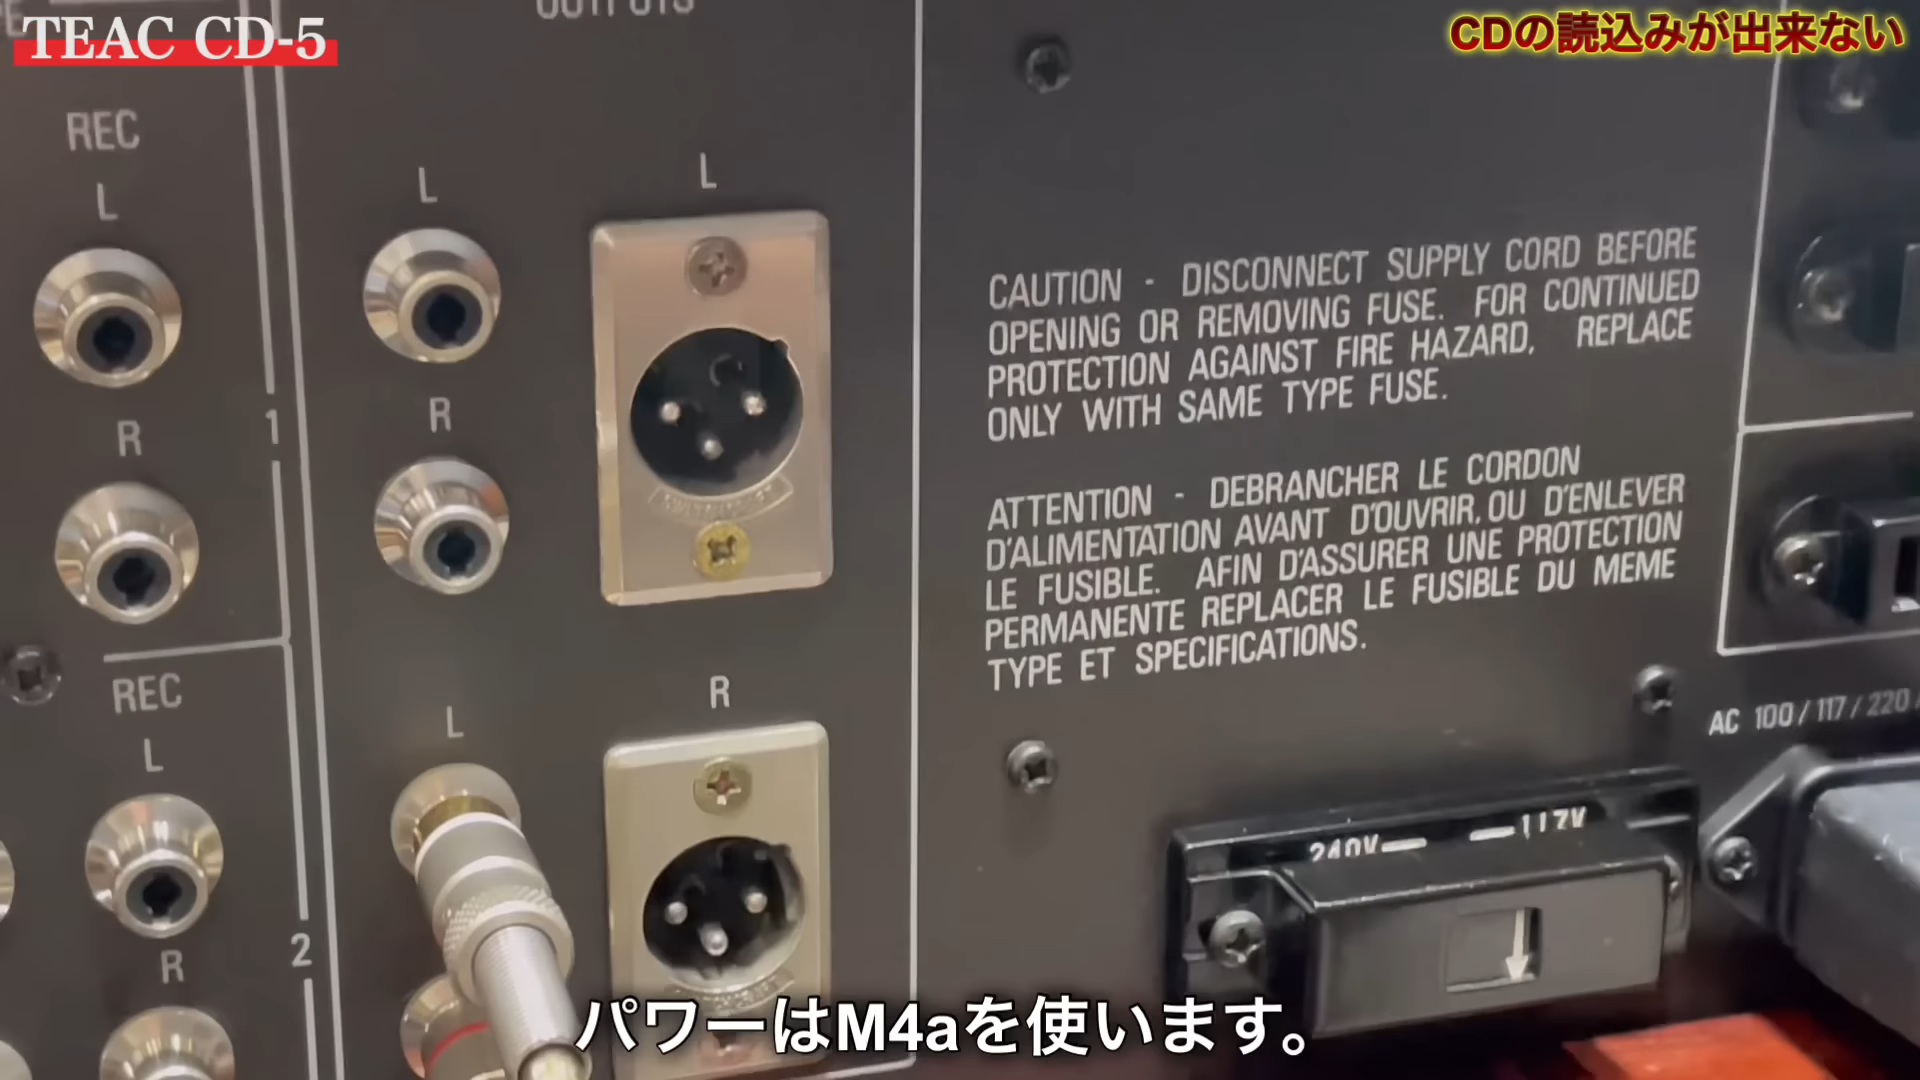 TEAC CD-5
CDの読込みが出来ない
OUTPUTS
REC
L
R
1
REC
L
R
2
L
R
L
L
R
CAUTION - DISCONNECT SUPPLY CORD BEFORE
OPENING OR REMOVING FUSE. FOR CONTINUED
PROTECTION AGAINST FIRE HAZARD, REPLACE
ONLY WITH SAME TYPE FUSE.
ATTENTION - DEBRANCHER LE CORDON
D'ALIMENTATION AVANT D'OUVRIR, OU D'ENLEVER
LE FUSIBLE. AFIN D'ASSURER UNE PROTECTION
PERMANENTE REPLACER LE FUSIBLE DU MEME
TYPE ET SPECIFICATIONS.
AC 100 / 117 / 220
240V
117V
パワーはM4aを使います。